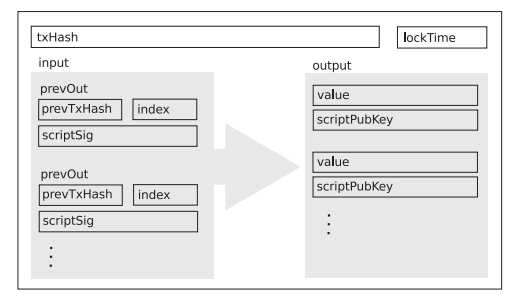 txHash
lockTime
input
prevOut
prevTxHash index
scriptSig
prevOut
prevTxHash index
scriptSig
output
value
scriptPubKey
value
scriptPubKey